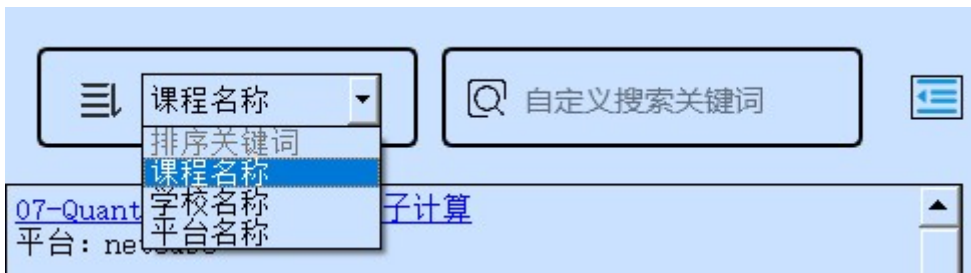 课程名称
自定义搜索关键词
排序关键词
课程名称
学校名称
平台名称
07-Quant
子计算
平台: ne